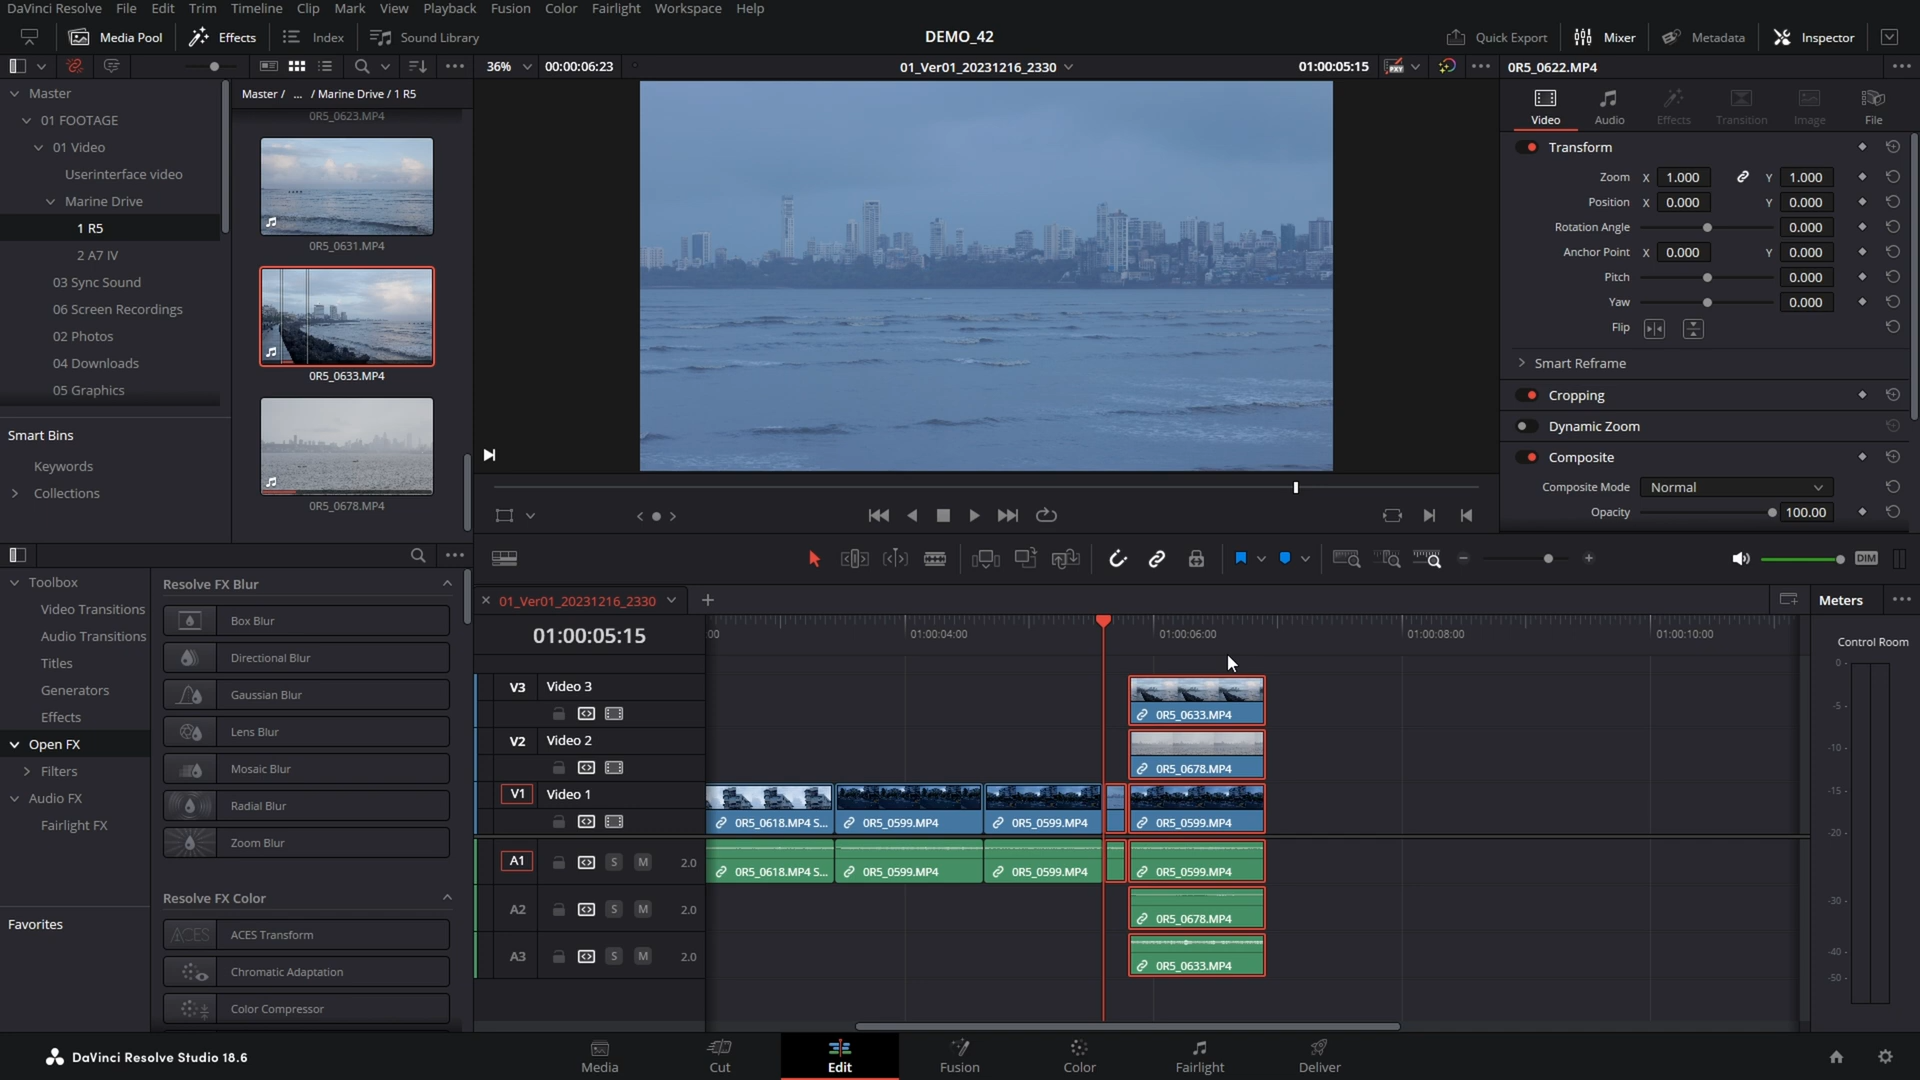 DaVinci Resolve File Edit Trim Timeline Clip Mark View Playback Fusion Color Fairlight Workspace Help
Media Pool Effects Index Sound Library DEMO_42 Quick Export Mixer Metadata Inspector
36% 00:00:06:23 01_Ver01_20231216_2330 01:00:05:15 0R5_0622.MP4
Master
01 FOOTAGE
01 Video
Userinterface video
Marine Drive
1 R5
2 A7 IV
03 Sync Sound
06 Screen Recordings
02 Photos
04 Downloads
05 Graphics
Smart Bins
Keywords
Collections
Master / ... / Marine Drive / 1 R5
0R5_0623.MP4
0R5_0631.MP4
0R5_0633.MP4
0R5_0678.MP4
Video Audio Effects Transition Image File
Transform
Zoom X 1.000 Y 1.000
Position X 0.000 Y 0.000
Rotation Angle 0.000
Anchor Point X 0.000 Y 0.000
Pitch 0.000
Yaw 0.000
Flip
Smart Reframe
Cropping
Dynamic Zoom
Composite
Composite Mode Normal
Opacity 100.00
DIM
Toolbox
Video Transitions
Audio Transitions
Titles
Generators
Effects
Open FX
Filters
Audio FX
Fairlight FX
Favorites
Resolve FX Blur
Box Blur
Directional Blur
Gaussian Blur
Lens Blur
Mosaic Blur
Radial Blur
Zoom Blur
Resolve FX Color
ACES ACES Transform
Chromatic Adaptation
Color Compressor
01_Ver01_20231216_2330
01:00:05:15
00 01:00:04:00 01:00:06:00 01:00:08:00 01:00:10:00
V3 Video 3
0R5_0633.MP4
V2 Video 2
0R5_0678.MP4
V1 Video 1
0R5_0618.MP4 S... 0R5_0599.MP4 0R5_0599.MP4 0R5_0599.MP4
A1 S M 2.0
0R5_0618.MP4 S... 0R5_0599.MP4 0R5_0599.MP4 0R5_0599.MP4
A2 S M 2.0 0R5_0678.MP4
A3 S M 2.0 0R5_0633.MP4
Meters
Control Room
0
-5
-10
-15
-20
-30
-40
-50
DaVinci Resolve Studio 18.6
Media Cut Edit Fusion Color Fairlight Deliver